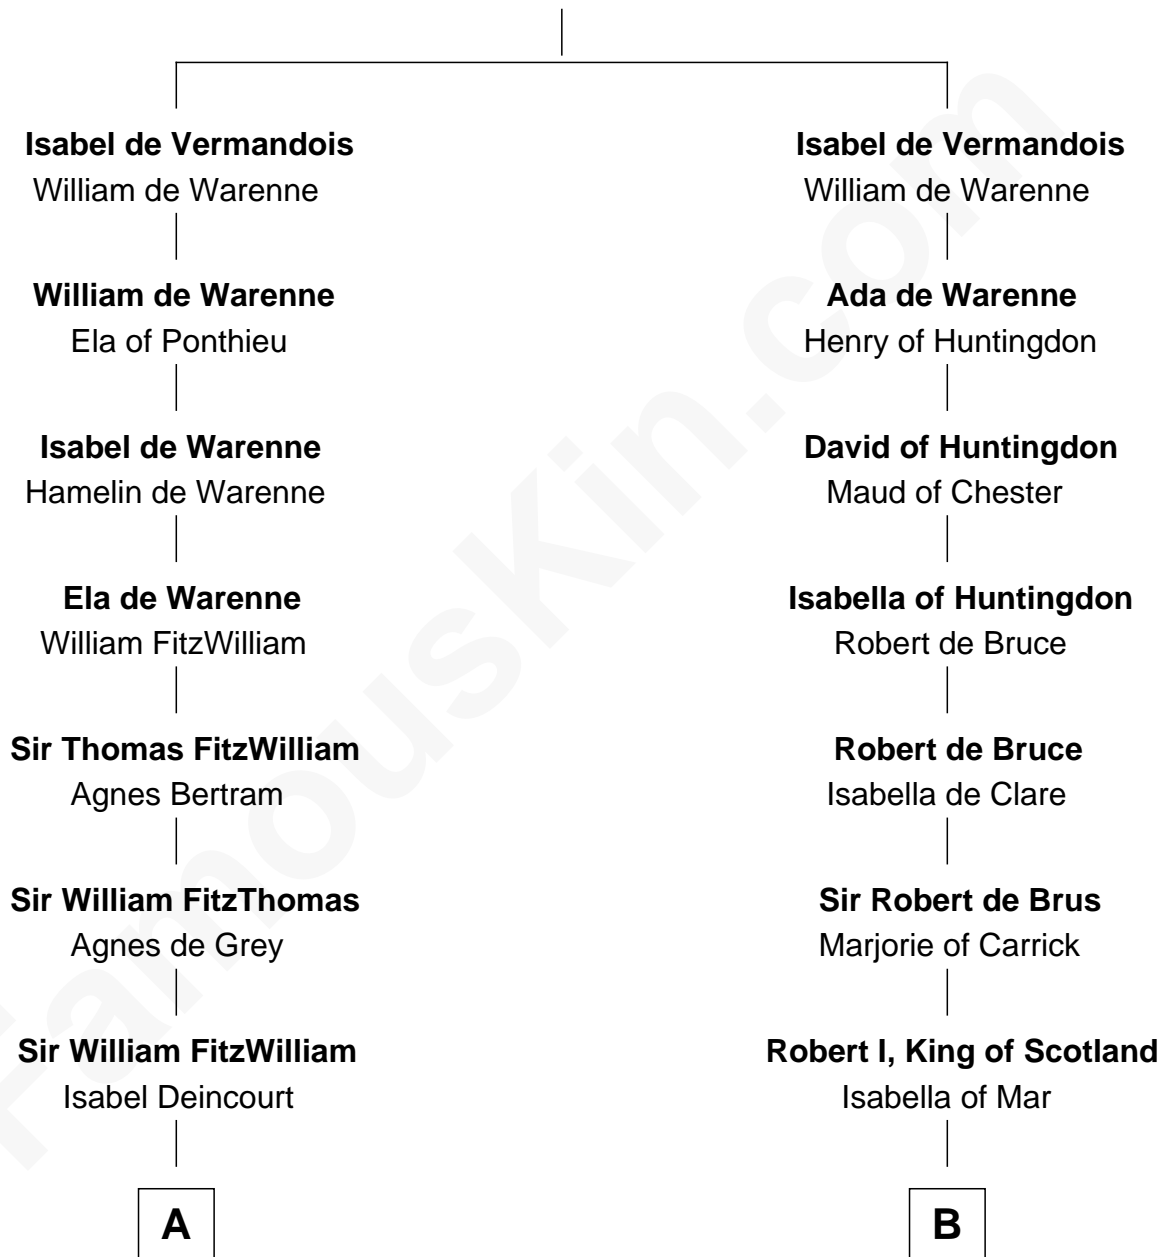 Isabel de Vermandois
William de Warenne
William de Warenne
Ela of Ponthieu
Isabel de Warenne
Hamelin de Warenne
Ela de Warenne
William FitzWilliam
Sir Thomas FitzWilliam
Agnes Bertram
Sir William FitzThomas
Agnes de Grey
Sir William FitzWilliam
Isabel Deincourt
A
Isabel de Vermandois
William de Warenne
Ada de Warenne
Henry of Huntingdon
David of Huntingdon
Maud of Chester
Isabella of Huntingdon
Robert de Bruce
Robert de Bruce
Isabella de Clare
Sir Robert de Brus
Marjorie of Carrick
Robert I, King of Scotland
Isabella of Mar
B
FamousKin.com